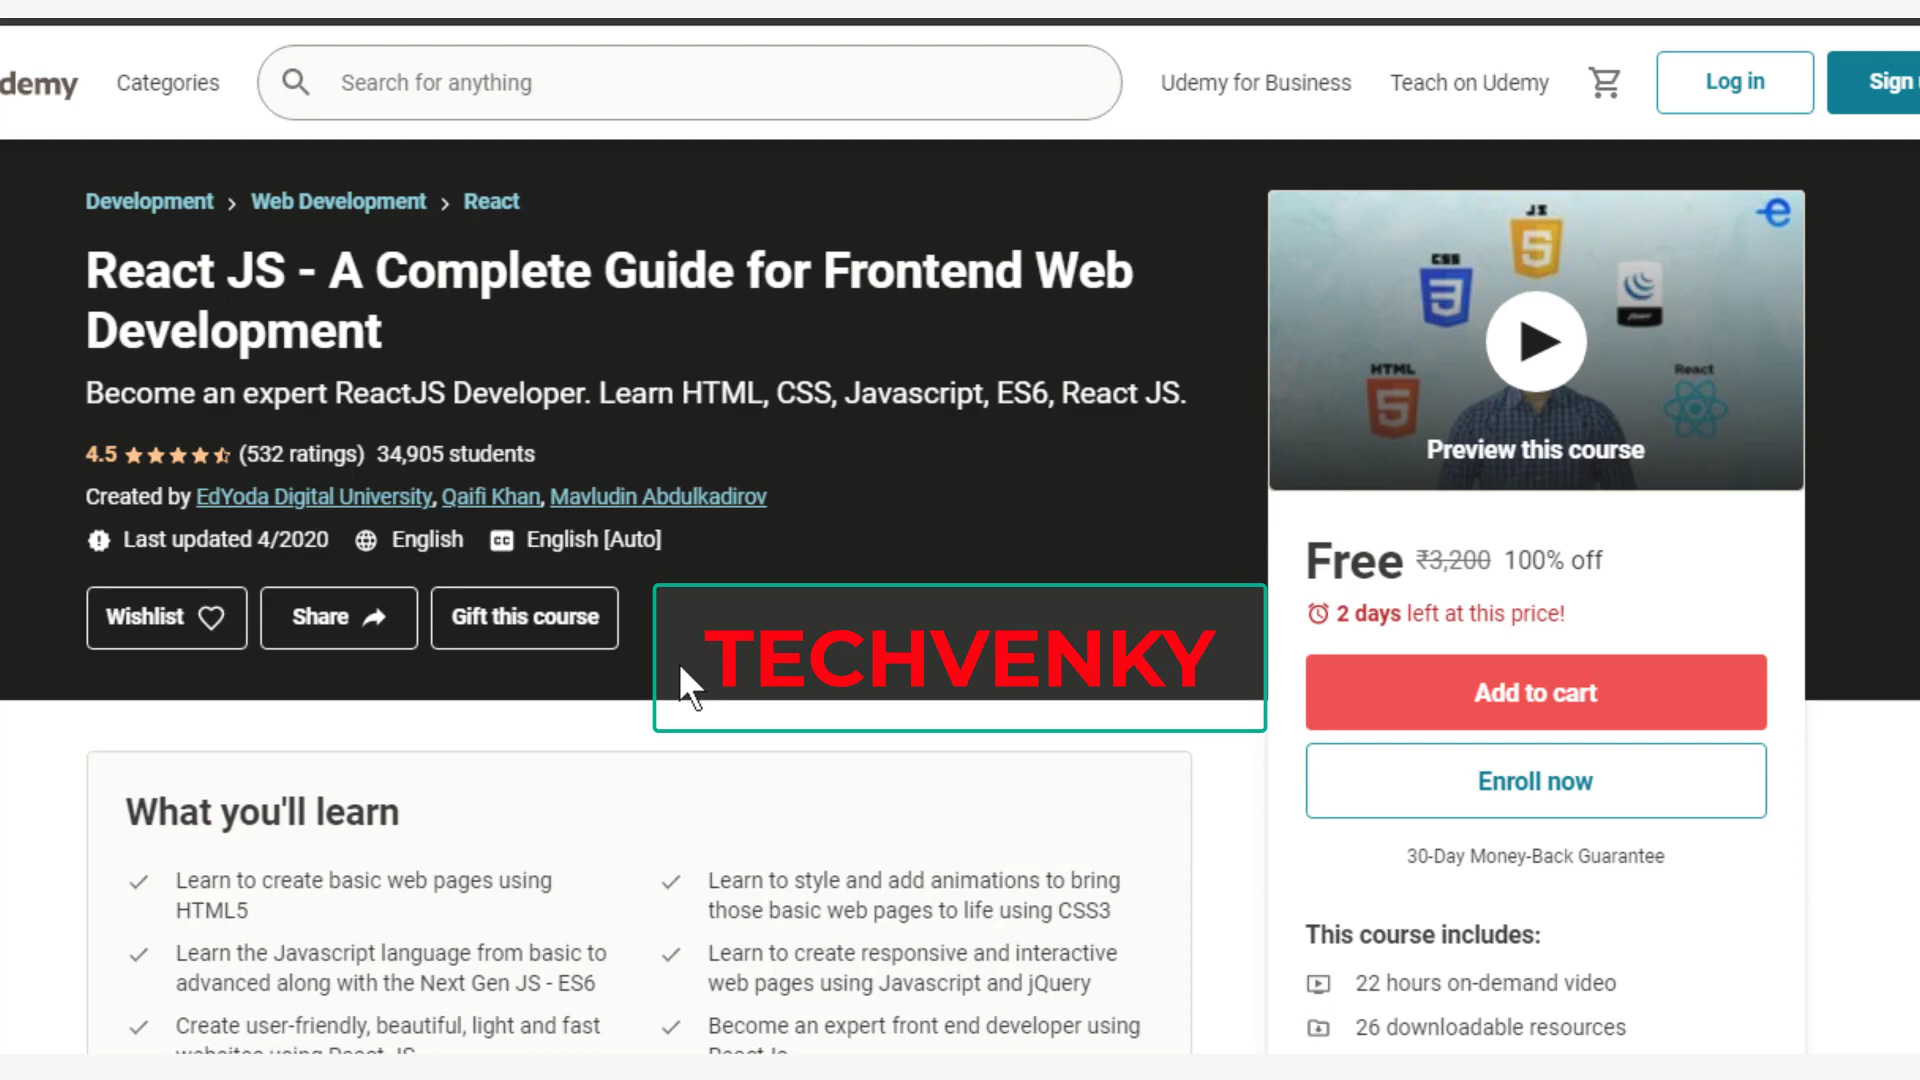 demy
Categories
Search for anything
Udemy for Business
Teach on Udemy
Log in
Sign
Development > Web Development > React
React JS - A Complete Guide for Frontend Web
Development
Become an expert ReactJS Developer. Learn HTML, CSS, Javascript, ES6, React JS.
4.5 (532 ratings) 34,905 students
Created by EdYoda Digital University, Qaifi Khan, Mavludin Abdulkadirov
Last updated 4/2020 English CC English [Auto]
Wishlist
Share
Gift this course
TECHVENKY
JS
5
CSS
3
HTML
5
React
e
Preview this course
Free ₹3,200 100% off
2 days left at this price!
Add to cart
Enroll now
30-Day Money-Back Guarantee
This course includes:
22 hours on-demand video
26 downloadable resources
What you'll learn
Learn to create basic web pages using
HTML5
Learn the Javascript language from basic to
advanced along with the Next Gen JS - ES6
Create user-friendly, beautiful, light and fast
websites using React JS
Learn to style and add animations to bring
those basic web pages to life using CSS3
Learn to create responsive and interactive
web pages using Javascript and jQuery
Become an expert front end developer using